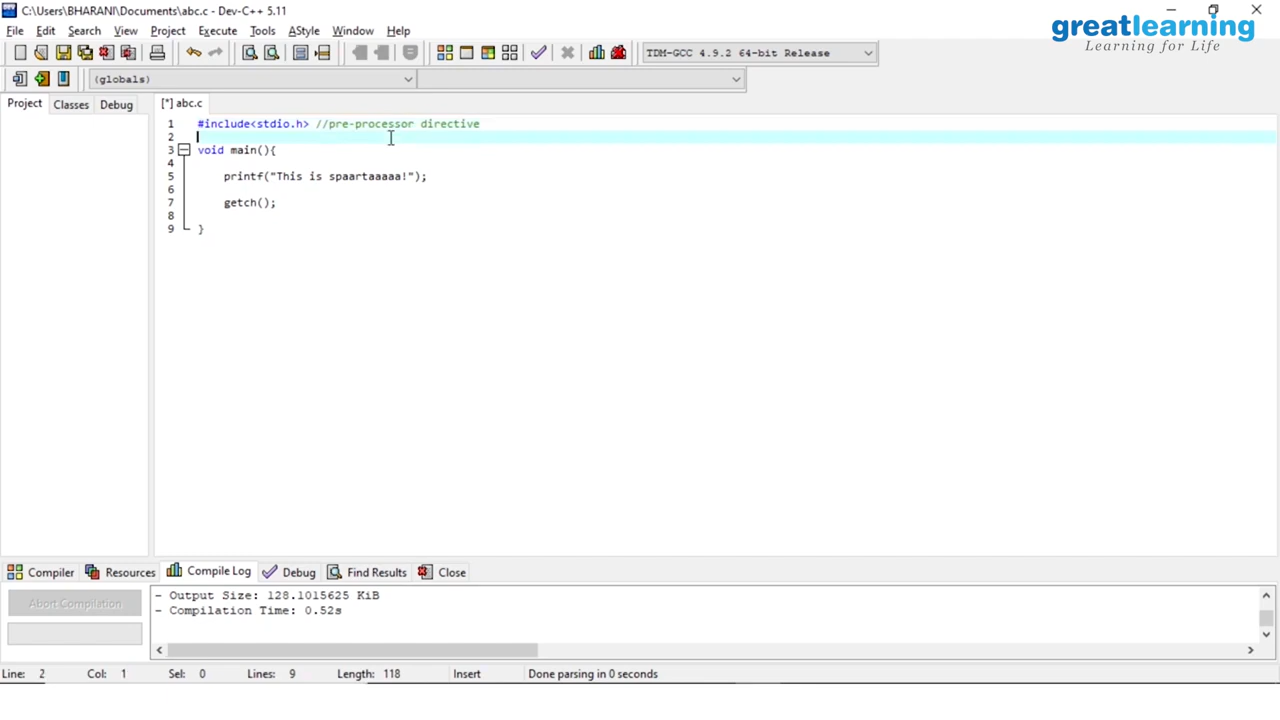 C:\Users\BHARANI\Documents\abc.c - Dev-C++ 5.11
greatlearning
Learning for Life
File Edit Search View Project Execute Tools AStyle Window Help
TDM-GCC 4.9.2 64-bit Release
(globals)
Project Classes Debug
[*] abc.c
1 #include<stdio.h> //pre-processor directive
2
3 void main(){
4
5 printf("This is spaartaaaaa!");
6
7 getch();
8
9 }
Compiler Resources Compile Log Debug Find Results Close
Abort Compilation
- Output Size: 128.1015625 KiB
- Compilation Time: 0.52s
Line: 2 Col: 1 Sel: 0 Lines: 9 Length: 118 Insert Done parsing in 0 seconds